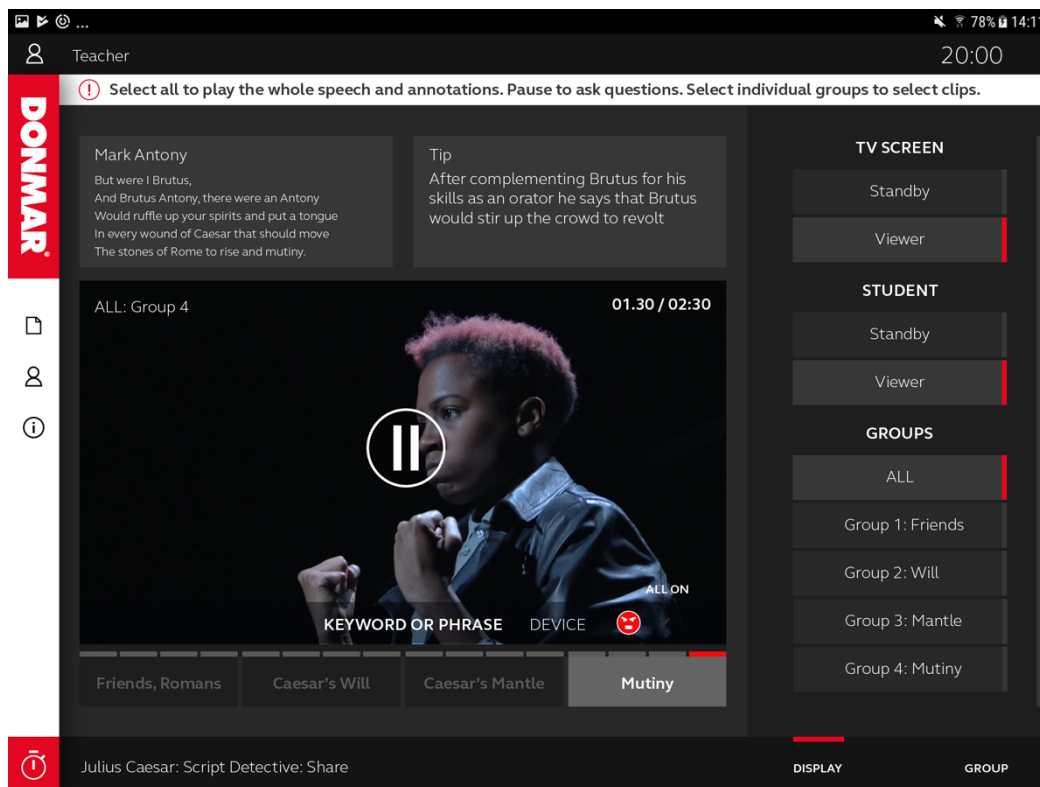 ...
78%
14:11
Teacher
20:00
Select all to play the whole speech and annotations. Pause to ask questions. Select individual groups to select clips.
DONMAR
Mark Antony
But were I Brutus,
And Brutus Antony, there were an Antony
Would ruffle up your spirits and put a tongue
In every wound of Caesar that should move
The stones of Rome to rise and mutiny.
Tip
After complementing Brutus for his
skills as an orator he says that Brutus
would stir up the crowd to revolt
ALL: Group 4
01.30 / 02:30
ALL ON
KEYWORD OR PHRASE
DEVICE
Friends, Romans
Caesar's Will
Caesar's Mantle
Mutiny
TV SCREEN
Standby
Viewer
STUDENT
Standby
Viewer
GROUPS
ALL
Group 1: Friends
Group 2: Will
Group 3: Mantle
Group 4: Mutiny
Julius Caesar: Script Detective: Share
DISPLAY
GROUP